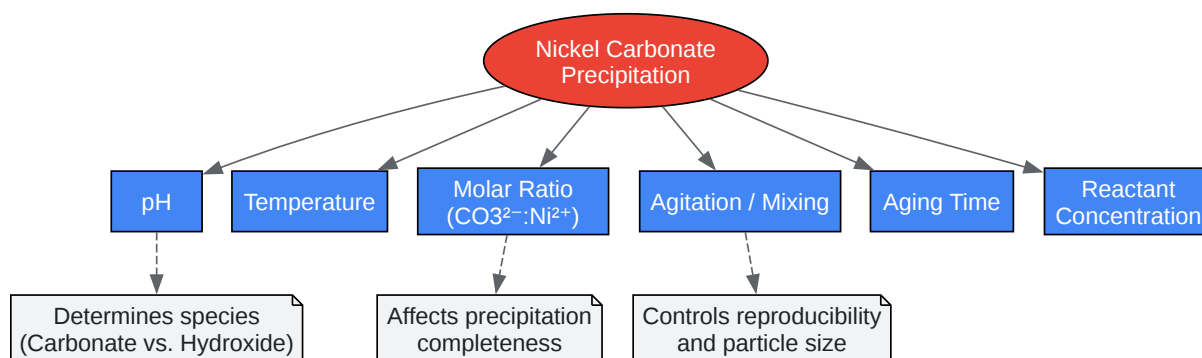 Nickel Carbonate
Precipitation
pH
Temperature
Molar Ratio
(CO3²⁻:Ni²⁺)
Agitation / Mixing
Aging Time
Reactant
Concentration
Determines species
(Carbonate vs. Hydroxide)
Affects precipitation
completeness
Controls reproducibility
and particle size